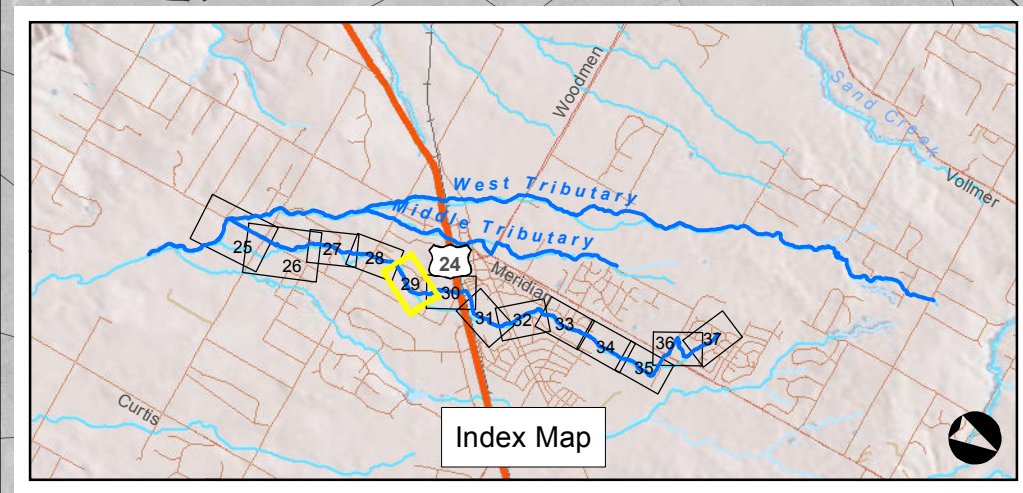 Woodmen
Sand Creek
Vollmer
West Tributary
Middle Tributary
24
Meridian
25
26
27
28
29
30
31
32
33
34
35
36
37
Curtis
Index Map